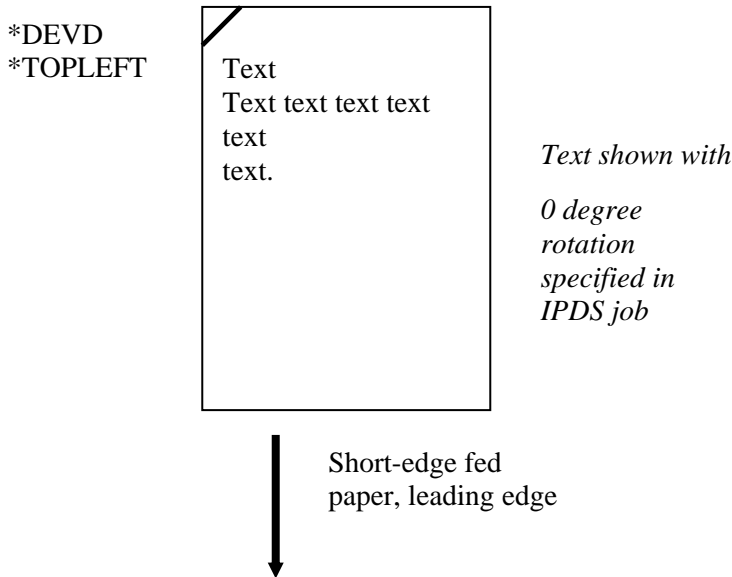 *DEVD
*TOPLEFT
Text
Text text text text
text
text.
Text shown with
0 degree
rotation
specified in
IPDS job
Short-edge fed
paper, leading edge